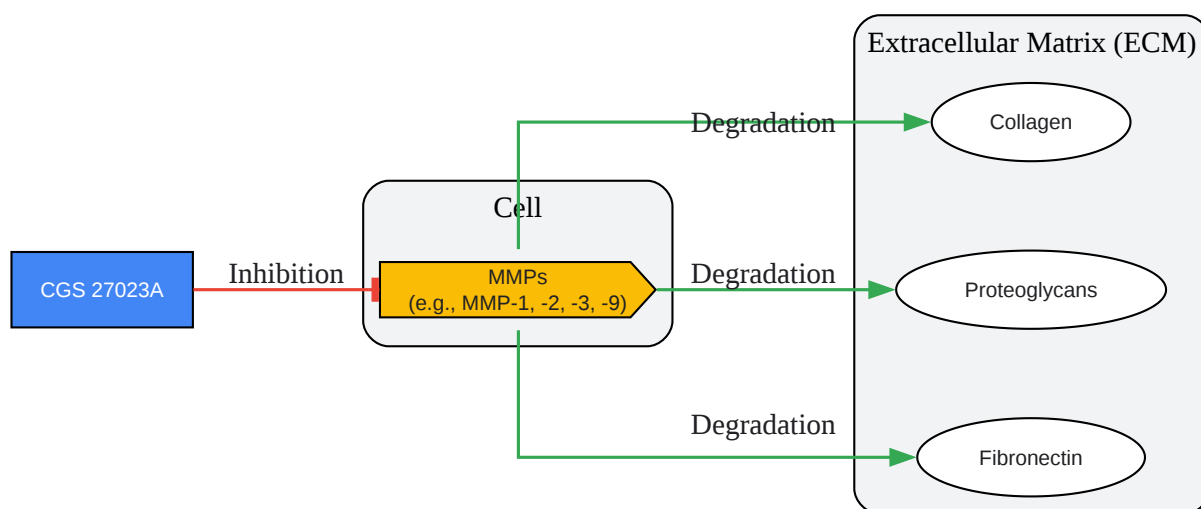 Extracellular Matrix (ECM)
Degradation
Collagen
Cell
CGS 27023A
Inhibition
MMPs
(e.g., MMP-1, -2, -3, -9)
Degradation
Proteoglycans
Degradation
Fibronectin